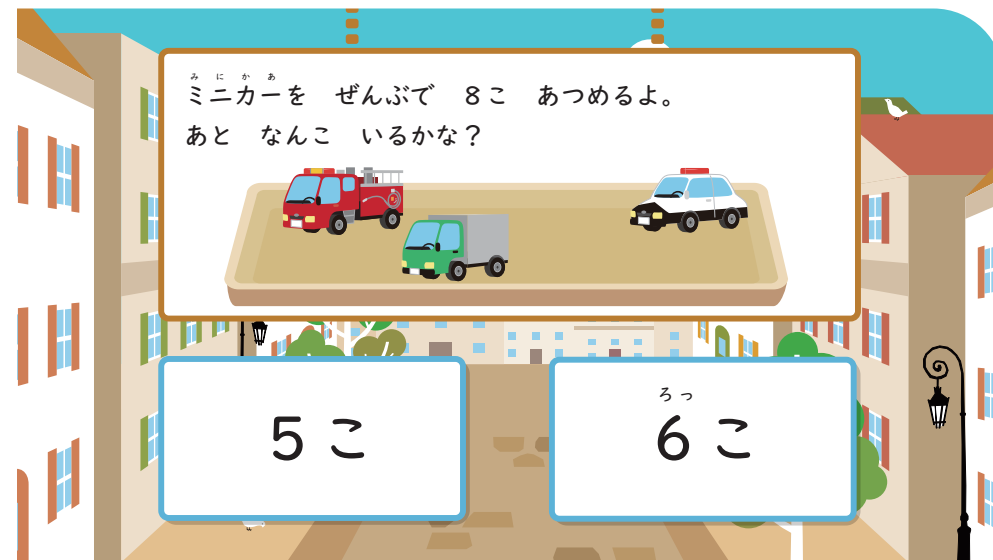 みにかあ
ミニカーを　ぜんぶで　8こ　あつめるよ。
あと　なんこ　いるかな？
5こ
ろっ
6こ